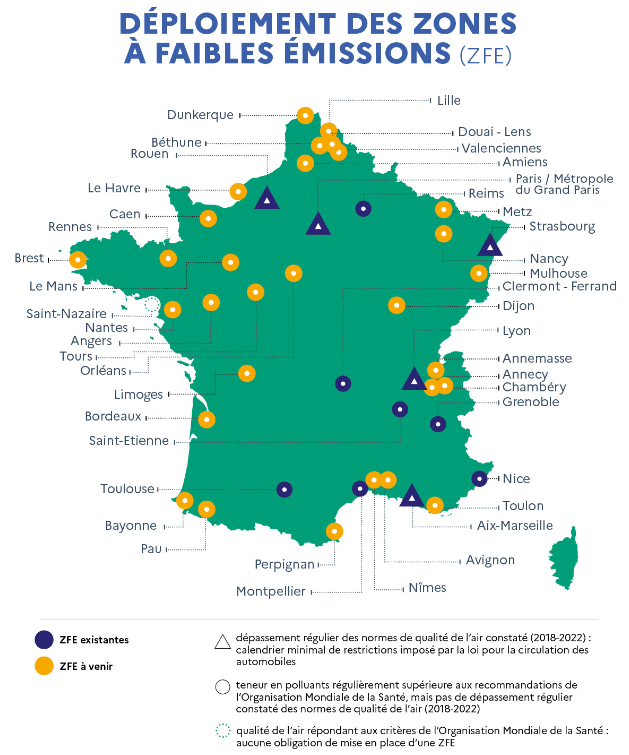 DÉPLOIEMENT DES ZONES
À FAIBLES ÉMISSIONS (ZFE)
Lille
Dunkerque
Douai - Lens
Béthune
Valenciennes
Rouen
Amiens
Paris / Métropole
du Grand Paris
Le Havre
Reims
Caen
Metz
Rennes
Strasbourg
Brest
Nancy
Mulhouse
Le Mans
Clermont - Ferrand
Saint-Nazaire
Dijon
Nantes
Lyon
Angers
Tours
Annemasse
Orléans
Annecy
Chambéry
Limoges
Grenoble
Bordeaux
Saint-Etienne
Nice
Toulouse
Toulon
Bayonne
Aix-Marseille
Pau
Avignon
Perpignan
Nîmes
Montpellier
ZFE existantes
ZFE à venir
dépassement régulier des normes de qualité de l'air constaté (2018-2022) :
calendrier minimal de restrictions imposé par la loi pour la circulation des
automobiles
teneur en polluants régulièrement supérieure aux recommandations de
l'Organisation Mondiale de la Santé, mais pas de dépassement régulier
constaté des normes de qualité de l'air (2018-2022)
qualité de l'air répondant aux critères de l'Organisation Mondiale de la Santé :
aucune obligation de mise en place d'une ZFE